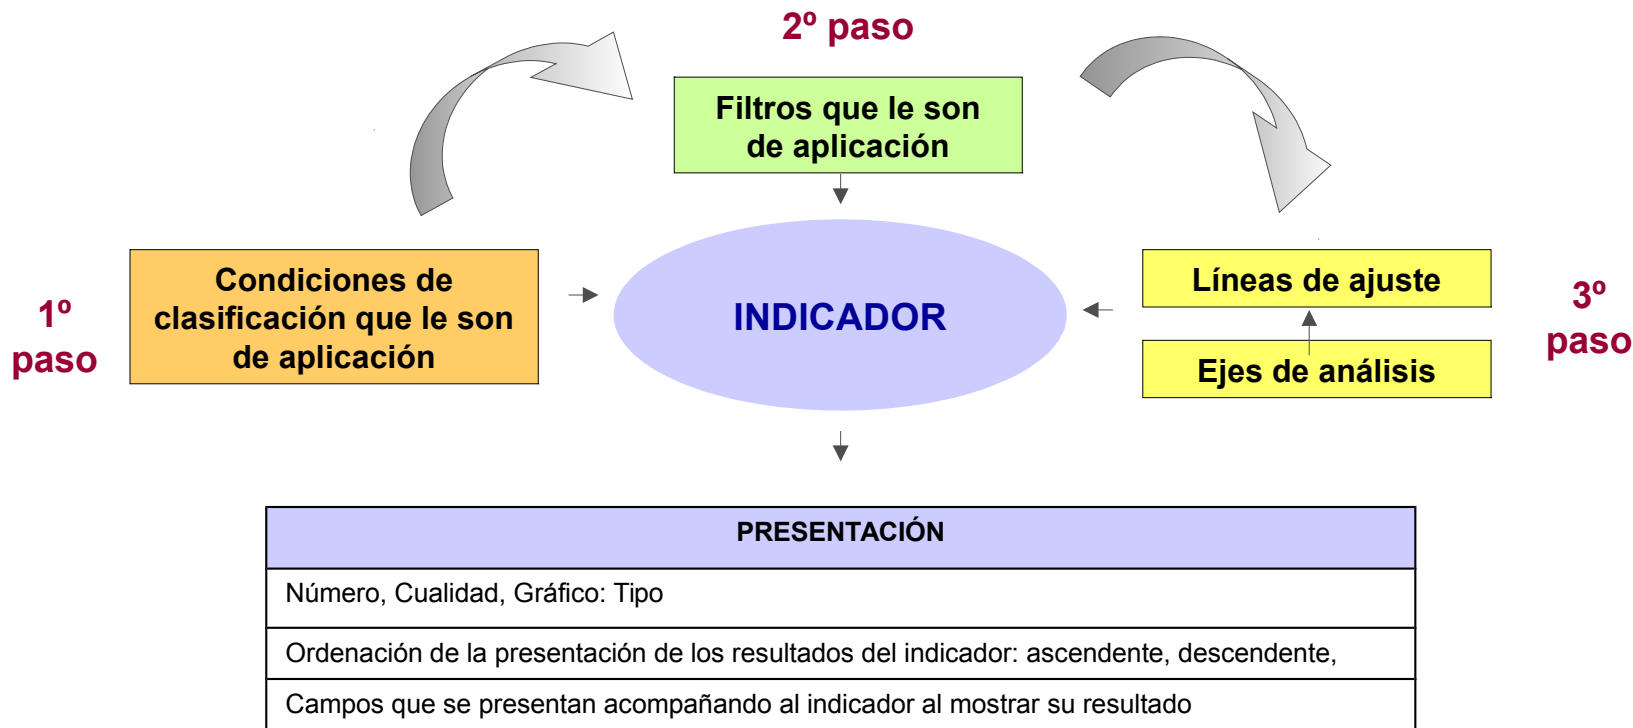 2º paso
Filtros que le son
de aplicación
1º
paso
Condiciones de
clasificación que le son
de aplicación
INDICADOR
Líneas de ajuste
Ejes de análisis
3º
paso
PRESENTACIÓN
Número, Cualidad, Gráfico: Tipo
Ordenación de la presentación de los resultados del indicador: ascendente, descendente,
Campos que se presentan acompañando al indicador al mostrar su resultado